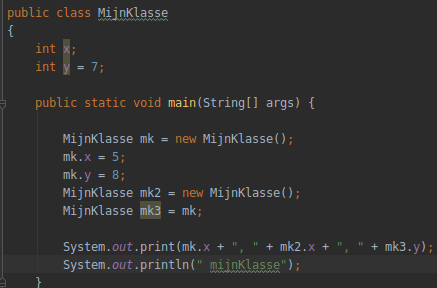 public class MijnKlasse
{
    int x;
    int y = 7;

    public static void main(String[] args) {

        MijnKlasse mk = new MijnKlasse();
        mk.x = 5;
        mk.y = 8;
        MijnKlasse mk2 = new MijnKlasse();
        MijnKlasse mk3 = mk;

        System.out.print(mk.x + ", " + mk2.x + ", " + mk3.y);
        System.out.println(" mijnKlasse");
    }